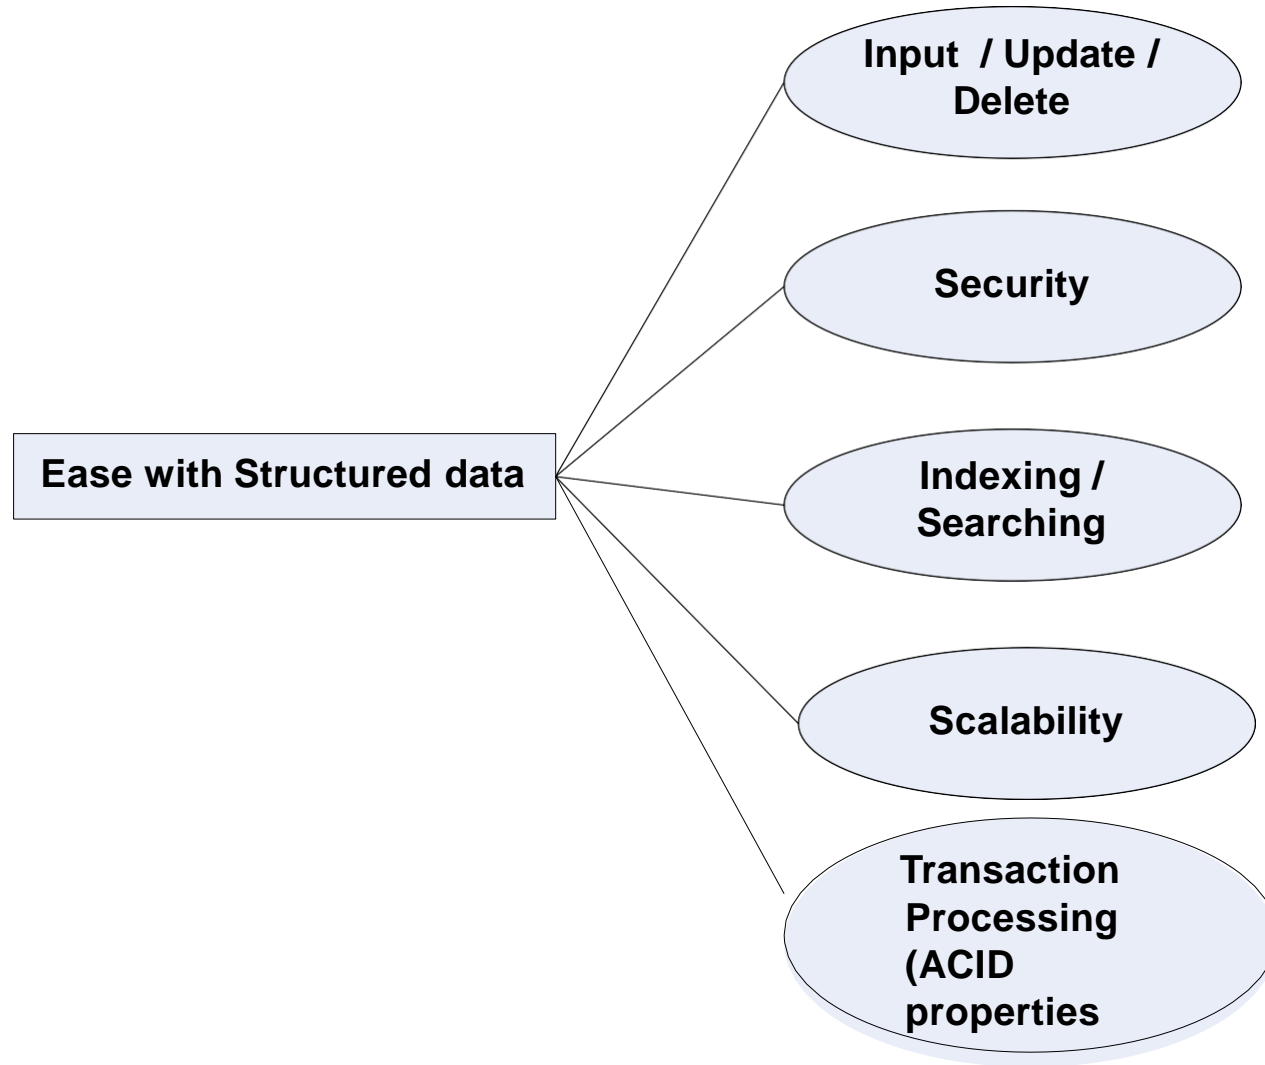 Input / Update /
Delete
Security
Ease with Structured data
Indexing /
Searching
Scalability
Transaction
Processing
(ACID
properties